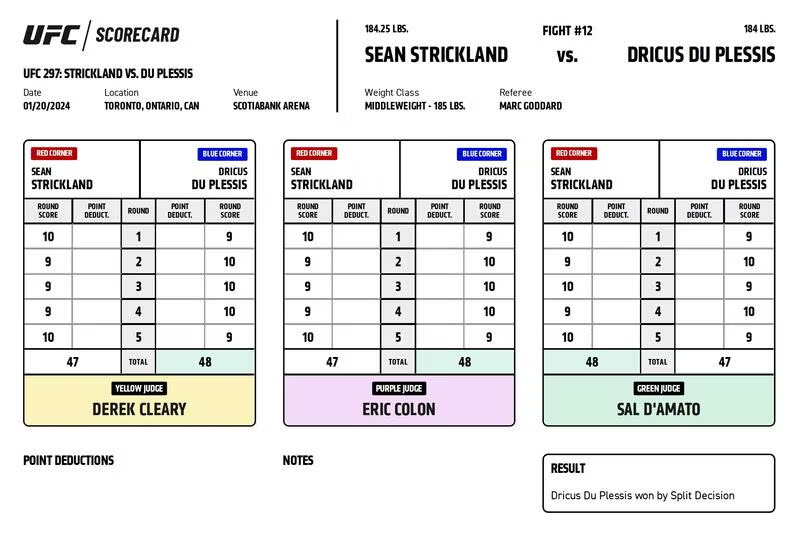 UFC / SCORECARD
UFC 297: STRICKLAND VS. DU PLESSIS
Date Location Venue
01/20/2024 TORONTO, ONTARIO, CAN SCOTIABANK ARENA
184.25 LBS. FIGHT #12 184 LBS.
SEAN STRICKLAND VS. DRICUS DU PLESSIS
Weight Class Referee
MIDDLEWEIGHT - 185 LBS. MARC GODDARD
RED CORNER BLUE CORNER
SEAN DRICUS
STRICKLAND DU PLESSIS
ROUND POINT ROUND POINT ROUND
SCORE DEDUCT. DEDUCT. SCORE
10 1 9
9 2 10
9 3 10
9 4 10
10 5 9
47 TOTAL 48
YELLOW JUDGE
DEREK CLEARY
RED CORNER BLUE CORNER
SEAN DRICUS
STRICKLAND DU PLESSIS
ROUND POINT ROUND POINT ROUND
SCORE DEDUCT. DEDUCT. SCORE
10 1 9
9 2 10
9 3 10
9 4 10
10 5 9
47 TOTAL 48
PURPLE JUDGE
ERIC COLON
RED CORNER BLUE CORNER
SEAN DRICUS
STRICKLAND DU PLESSIS
ROUND POINT ROUND POINT ROUND
SCORE DEDUCT. DEDUCT. SCORE
10 1 9
9 2 10
9 3 10
9 4 10
10 5 9
48 TOTAL 47
GREEN JUDGE
SAL D'AMATO
POINT DEDUCTIONS
NOTES
RESULT
Dricus Du Plessis won by Split Decision